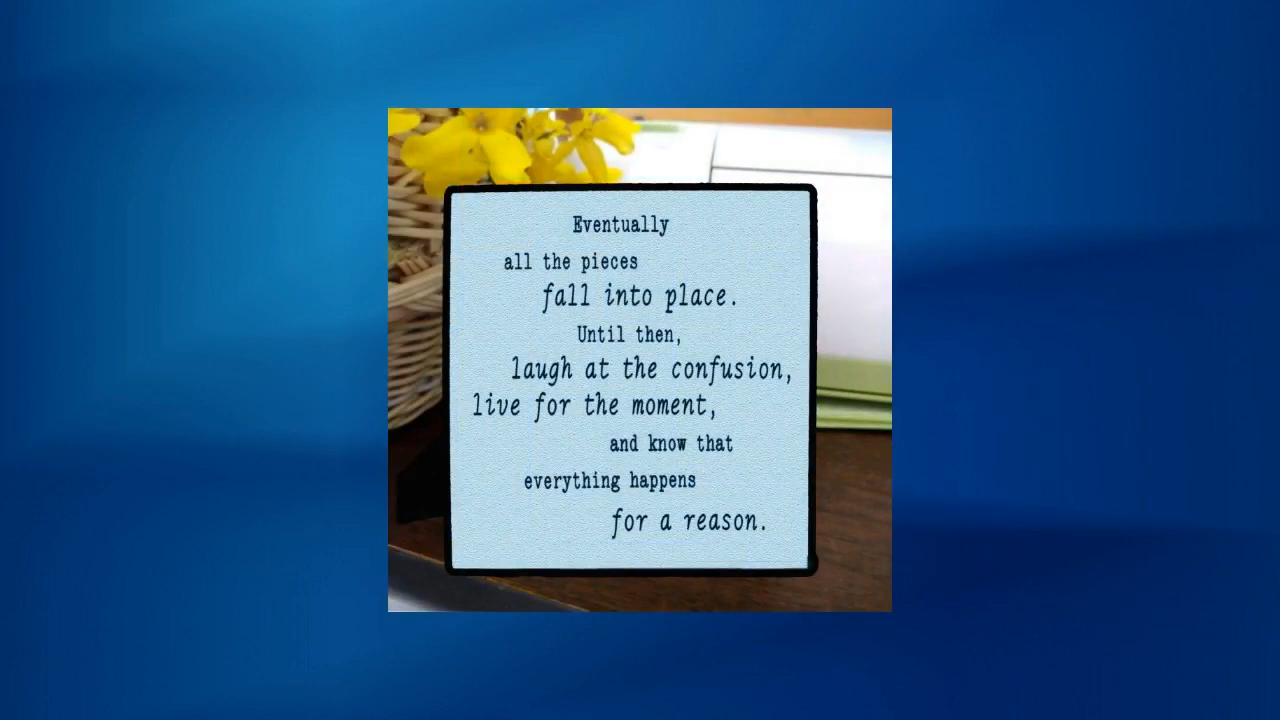 Eventually
all the pieces
fall into place.
Until then,
laugh at the confusion,
live for the moment,
and know that
everything happens
for a reason.